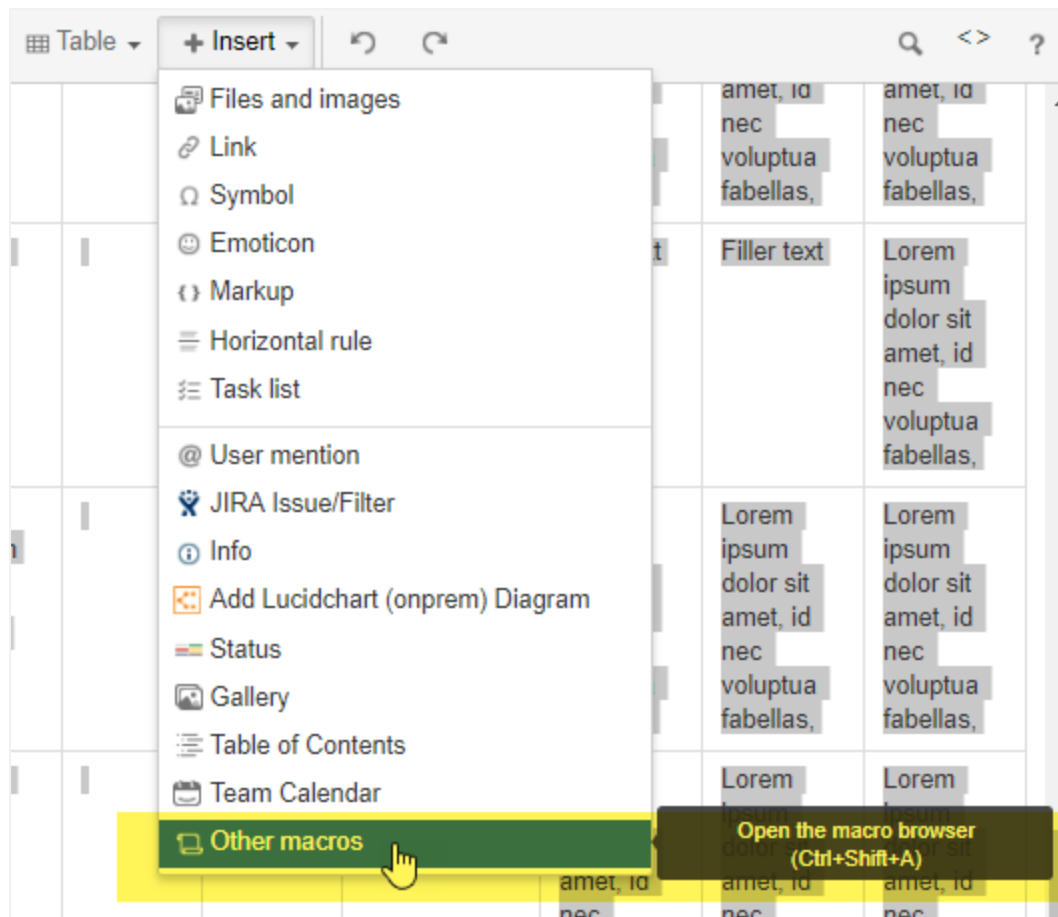 Table
+ Insert
<>
?
Files and images
Link
Symbol
Emoticon
Markup
Horizontal rule
Task list
@ User mention
JIRA Issue/Filter
Info
Add Lucidchart (onprem) Diagram
Status
Gallery
Table of Contents
Team Calendar
Other macros
Open the macro browser
(Ctrl+Shift+A)
amet, id
nec
voluptua
fabellas,
amet, id
nec
voluptua
fabellas,
Filler text
Lorem
ipsum
dolor sit
amet, id
nec
voluptua
fabellas,
Lorem
ipsum
dolor sit
amet, id
nec
voluptua
fabellas,
Lorem
ipsum
dolor sit
amet, id
nec
voluptua
fabellas,
Lorem
Lorem
amet, id
nec
amet, id
nec
amet, id
nec